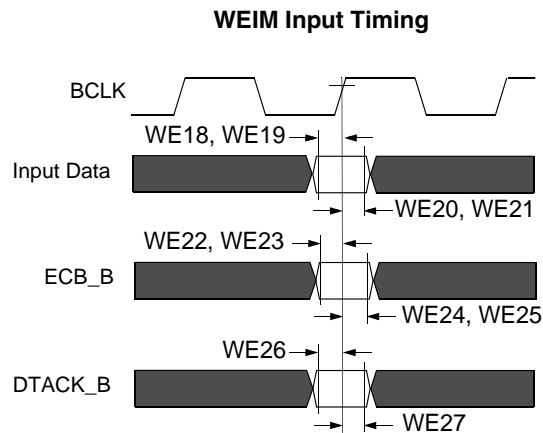 WEIM Input Timing
BCLK
WE18, WE19
Input Data
WE20, WE21
WE22, WE23
ECB_B
WE24, WE25
WE26
DTACK_B
WE27